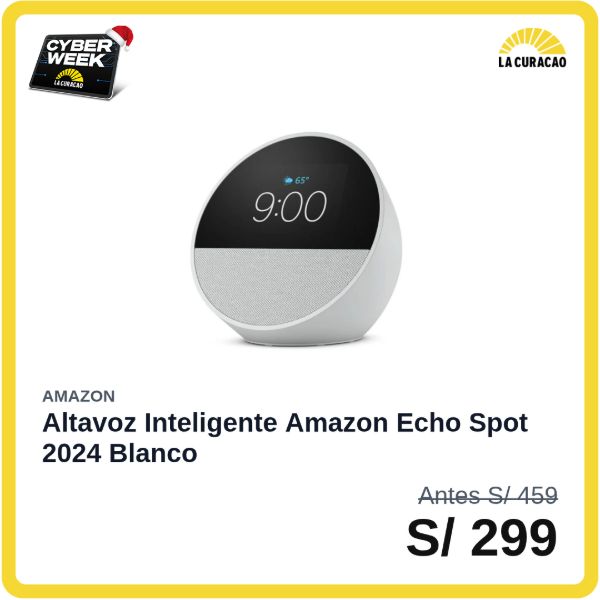 CYBER
WEEK
LA CURACAO
LA CURACAO
65°
9:00
AMAZON
Altavoz Inteligente Amazon Echo Spot
2024 Blanco
Antes S/ 459
S/ 299